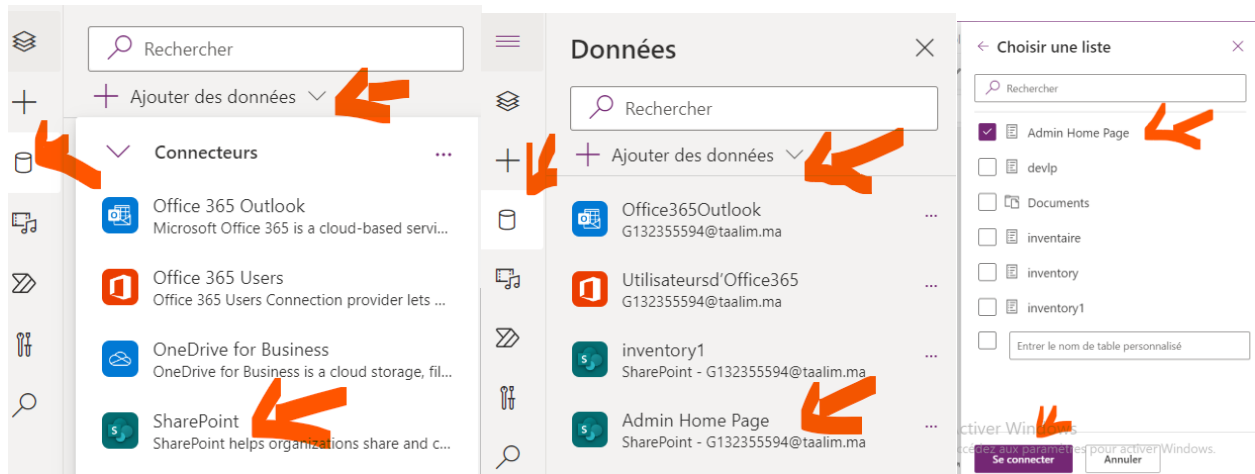 Rechercher
Ajouter des données
Connecteurs
...
Office 365 Outlook
Microsoft Office 365 is a cloud-based servi...
Office 365 Users
Office 365 Users Connection provider lets ...
OneDrive for Business
OneDrive for Business is a cloud storage, fil...
SharePoint
SharePoint helps organizations share and c...
Données
Rechercher
Ajouter des données
Office365Outlook
G132355594@taalim.ma
Utilisateursd'Office365
G132355594@taalim.ma
inventory1
SharePoint - G132355594@taalim.ma
Admin Home Page
SharePoint - G132355594@taalim.ma
Choisir une liste
Rechercher
Admin Home Page
devlp
Documents
inventaire
inventory
inventory1
Entrer le nom de table personnalisé
ctiver Windows
ccédez aux paramètres pour activer Windows.
Se connecter
Annuler